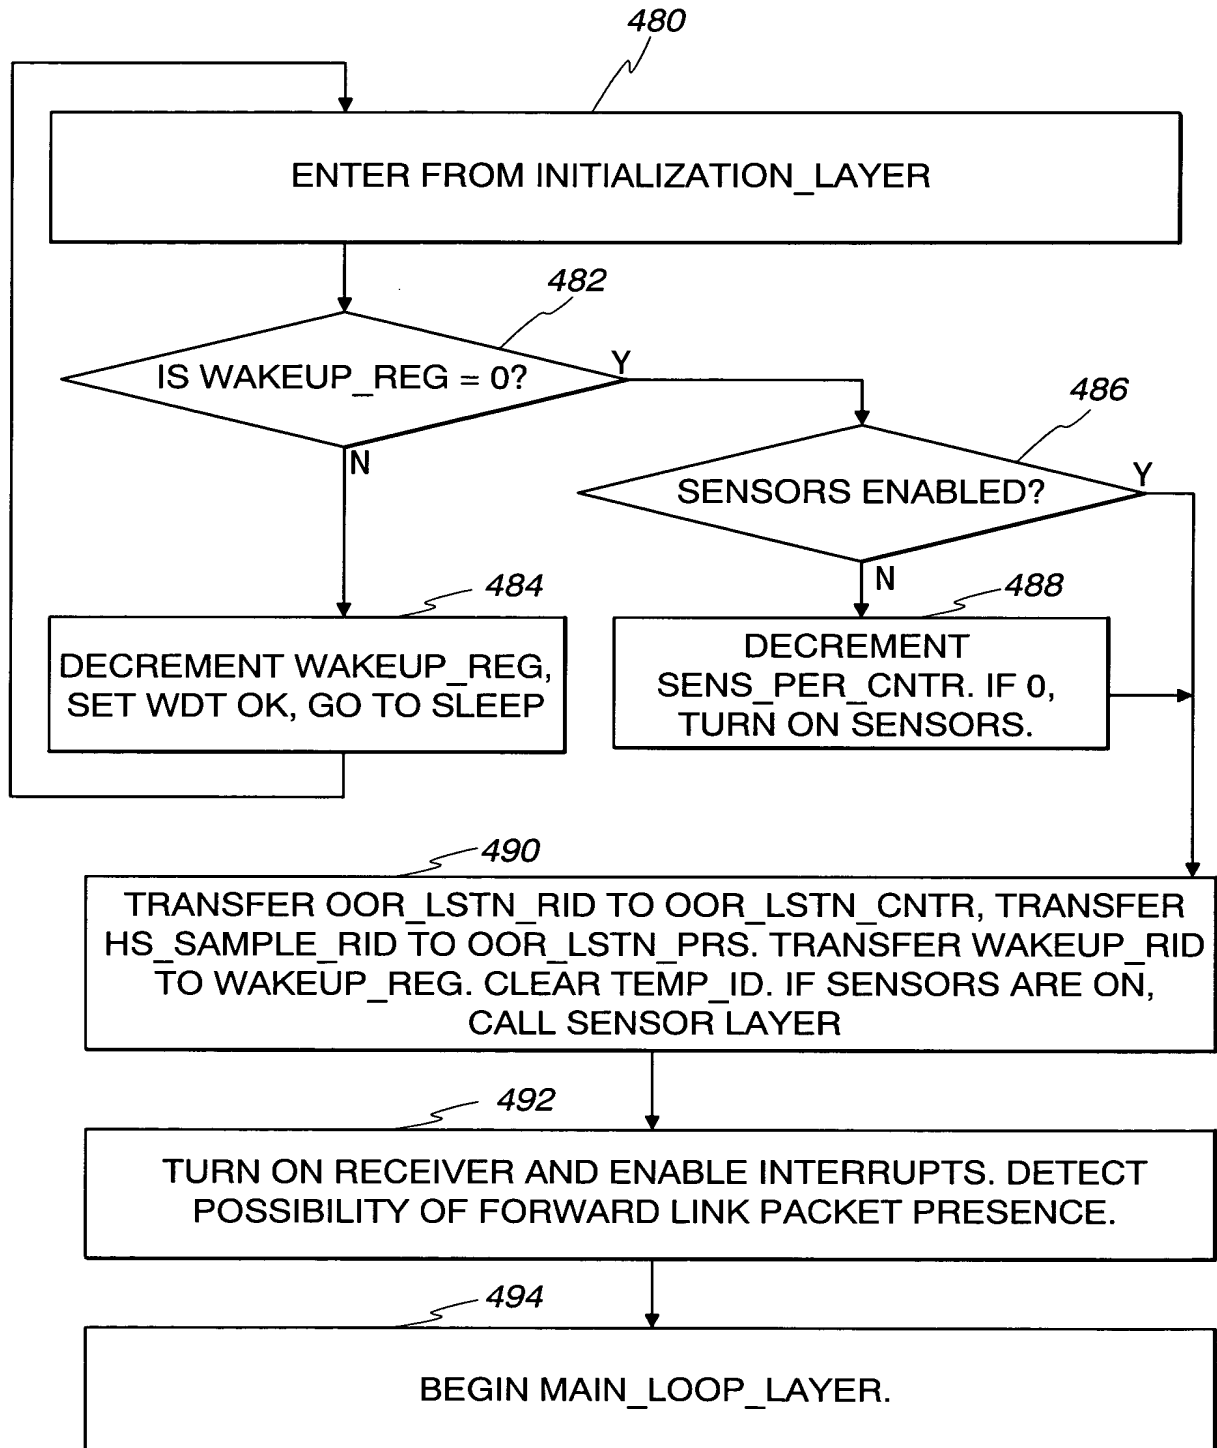 480
ENTER FROM INITIALIZATION_LAYER
482
IS WAKEUP_REG = 0?
Y
N
486
SENSORS ENABLED?
Y
N
484
DECREMENT WAKEUP_REG,
SET WDT OK, GO TO SLEEP
488
DECREMENT
SENS_PER_CNTR. IF 0,
TURN ON SENSORS.
490
TRANSFER OOR_LSTN_RID TO OOR_LSTN_CNTR, TRANSFER
HS_SAMPLE_RID TO OOR_LSTN_PRS. TRANSFER WAKEUP_RID
TO WAKEUP_REG. CLEAR TEMP_ID. IF SENSORS ARE ON,
CALL SENSOR LAYER
492
TURN ON RECEIVER AND ENABLE INTERRUPTS. DETECT
POSSIBILITY OF FORWARD LINK PACKET PRESENCE.
494
BEGIN MAIN_LOOP_LAYER.